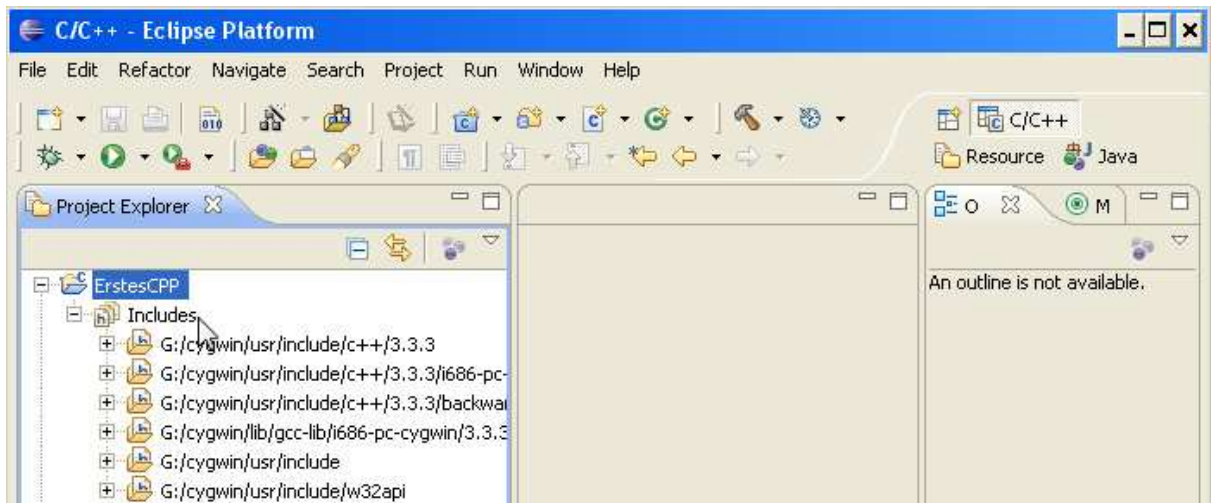 C/C++ - Eclipse Platform
File Edit Refactor Navigate Search Project Run Window Help
010
C/C++
Resource Java
Project Explorer
O M
ErstesCPP
An outline is not available.
Includes
G:/cygwin/usr/include/c++/3.3.3
G:/cygwin/usr/include/c++/3.3.3/i686-pc-
G:/cygwin/usr/include/c++/3.3.3/backwar
G:/cygwin/lib/gcc-lib/i686-pc-cygwin/3.3.3
G:/cygwin/usr/include
G:/cygwin/usr/include/w32api